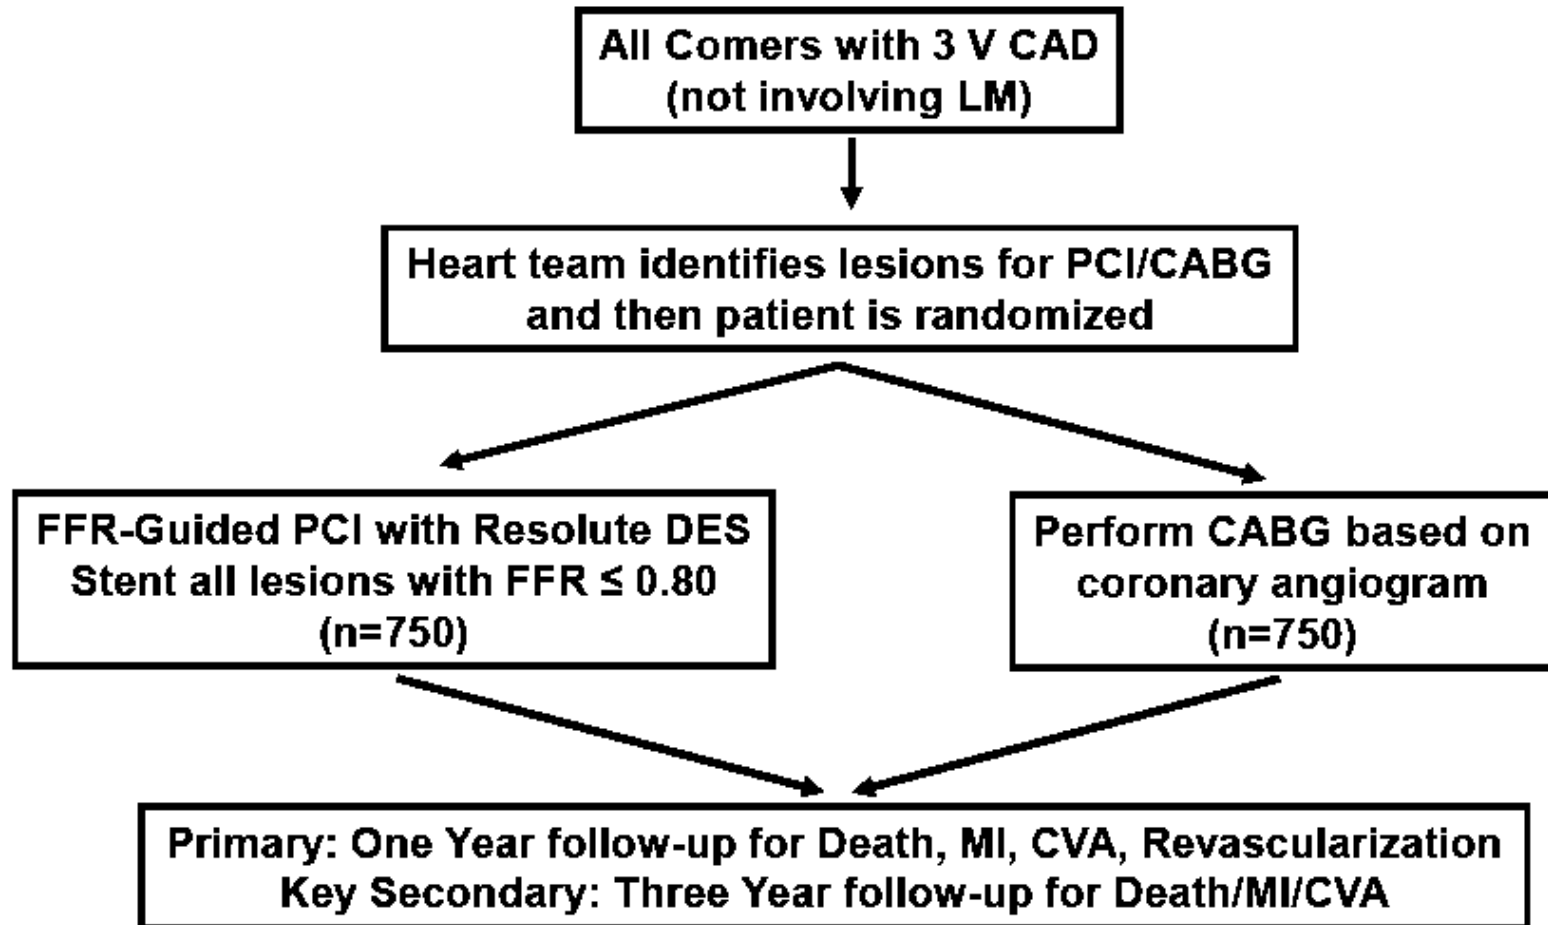 All Comers with 3 V CAD
(not involving LM)
Heart team identifies lesions for PCI/CABG
and then patient is randomized
FFR-Guided PCI with Resolute DES
Stent all lesions with FFR ≤ 0.80
(n=750)
Perform CABG based on
coronary angiogram
(n=750)
Primary: One Year follow-up for Death, MI, CVA, Revascularization
Key Secondary: Three Year follow-up for Death/MI/CVA